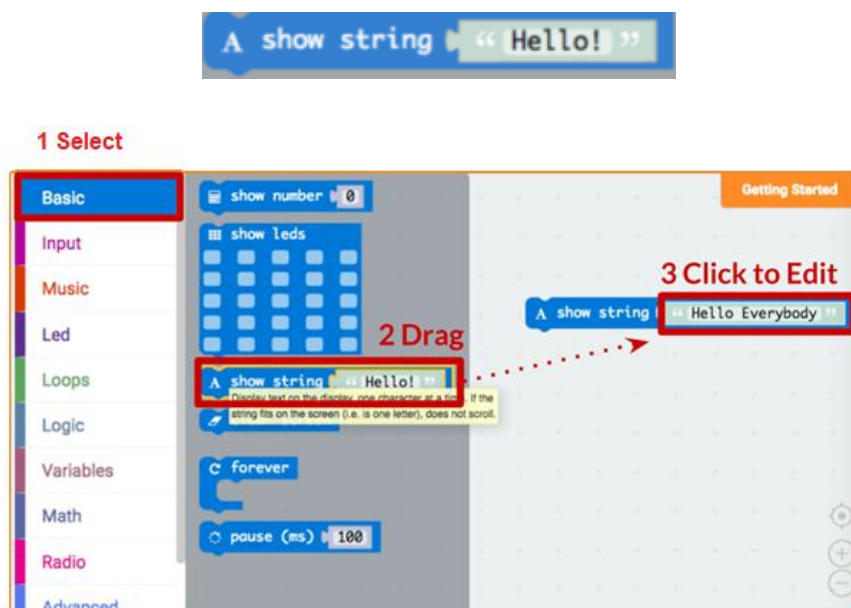 A show string “ Hello! ”
1 Select
Basic
Input
Music
Led
Loops
Logic
Variables
Math
Radio
Advanced
show number 0
show leds
2 Drag
A show string “ Hello! ”
Display text on the display, one character at a time. If the
string fits on the screen (i.e. is one letter), does not scroll.
forever
pause (ms) 100
Getting Started
3 Click to Edit
A show string “ Hello Everybody ”